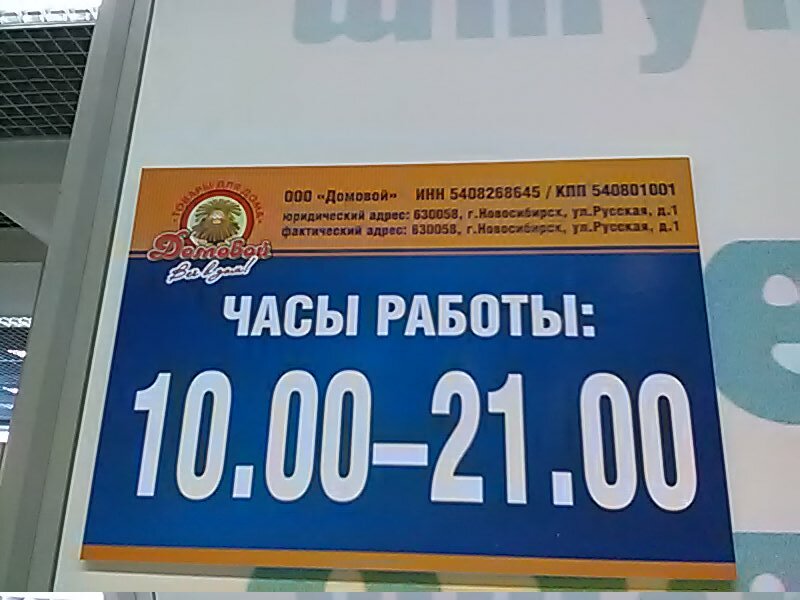 ТОВАРЫ ДЛЯ ДОМА
Домовой
Всё в дом!
ООО «Домовой» ИНН 5408268645 / КПП 540801001
юридический адрес: 630058, г.Новосибирск, ул.Русская, д.1
фактический адрес: 630058, г.Новосибирск, ул.Русская, д.1
ЧАСЫ РАБОТЫ:
10.00–21.00